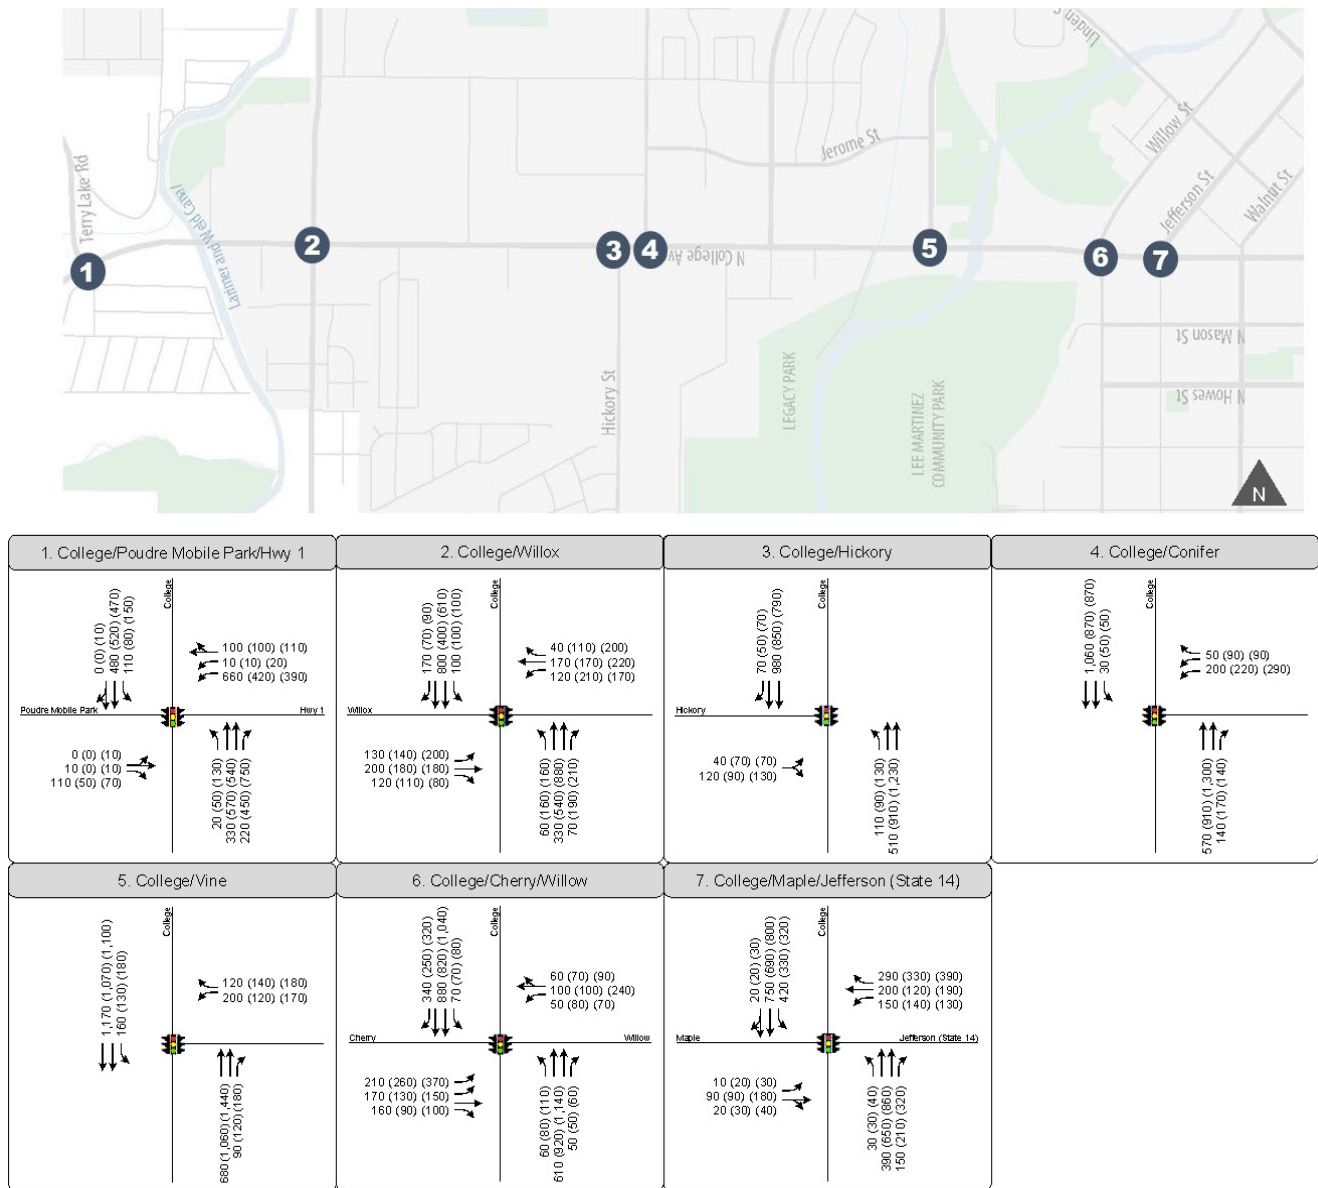 Terry Lake Rd
Larimer and Weld Canal
Linden
Jerome St
Willow St
Jefferson St
Walnut St
1
2
3
4
N College Av
5
6
7
Hickory St
LEGACY PARK
LEE MARTINEZ
COMMUNITY PARK
N Mason St
N Howes St
N
1. College/Poudre Mobile Park/Hwy 1
College
0 (0) (10)
480 (520) (470)
110 (80) (150)
100 (100) (110)
10 (10) (20)
660 (420) (390)
Poudre Mobile Park
Hwy 1
0 (0) (10)
10 (0) (10)
110 (50) (70)
20 (50) (130)
330 (570) (540)
220 (450) (750)
2. College/Willox
College
170 (70) (90)
800 (400) (610)
100 (100) (100)
40 (110) (200)
170 (170) (220)
120 (210) (170)
Willox
130 (140) (200)
200 (180) (180)
120 (110) (80)
60 (160) (160)
330 (540) (880)
70 (190) (210)
3. College/Hickory
College
70 (50) (70)
980 (850) (790)
Hickory
40 (70) (70)
120 (90) (130)
110 (90) (130)
510 (910) (1,230)
4. College/Conifer
College
1,060 (870) (870)
30 (50) (50)
50 (90) (90)
200 (220) (290)
570 (910) (1,300)
140 (170) (140)
5. College/Vine
College
1,170 (1,070) (1,100)
160 (130) (180)
120 (140) (180)
200 (120) (170)
680 (1,060) (1,440)
90 (120) (180)
6. College/Cherry/Willow
College
340 (250) (320)
880 (820) (1,040)
70 (70) (80)
60 (70) (90)
100 (100) (240)
50 (80) (70)
Cherry
Willow
210 (260) (370)
170 (130) (150)
160 (90) (100)
60 (80) (110)
610 (920) (1,140)
50 (50) (60)
7. College/Maple/Jefferson (State 14)
College
20 (20) (30)
750 (690) (800)
420 (330) (320)
290 (330) (390)
200 (120) (190)
150 (140) (130)
Maple
Jefferson (State 14)
10 (20) (30)
90 (90) (180)
20 (30) (40)
30 (30) (40)
390 (650) (860)
150 (210) (320)